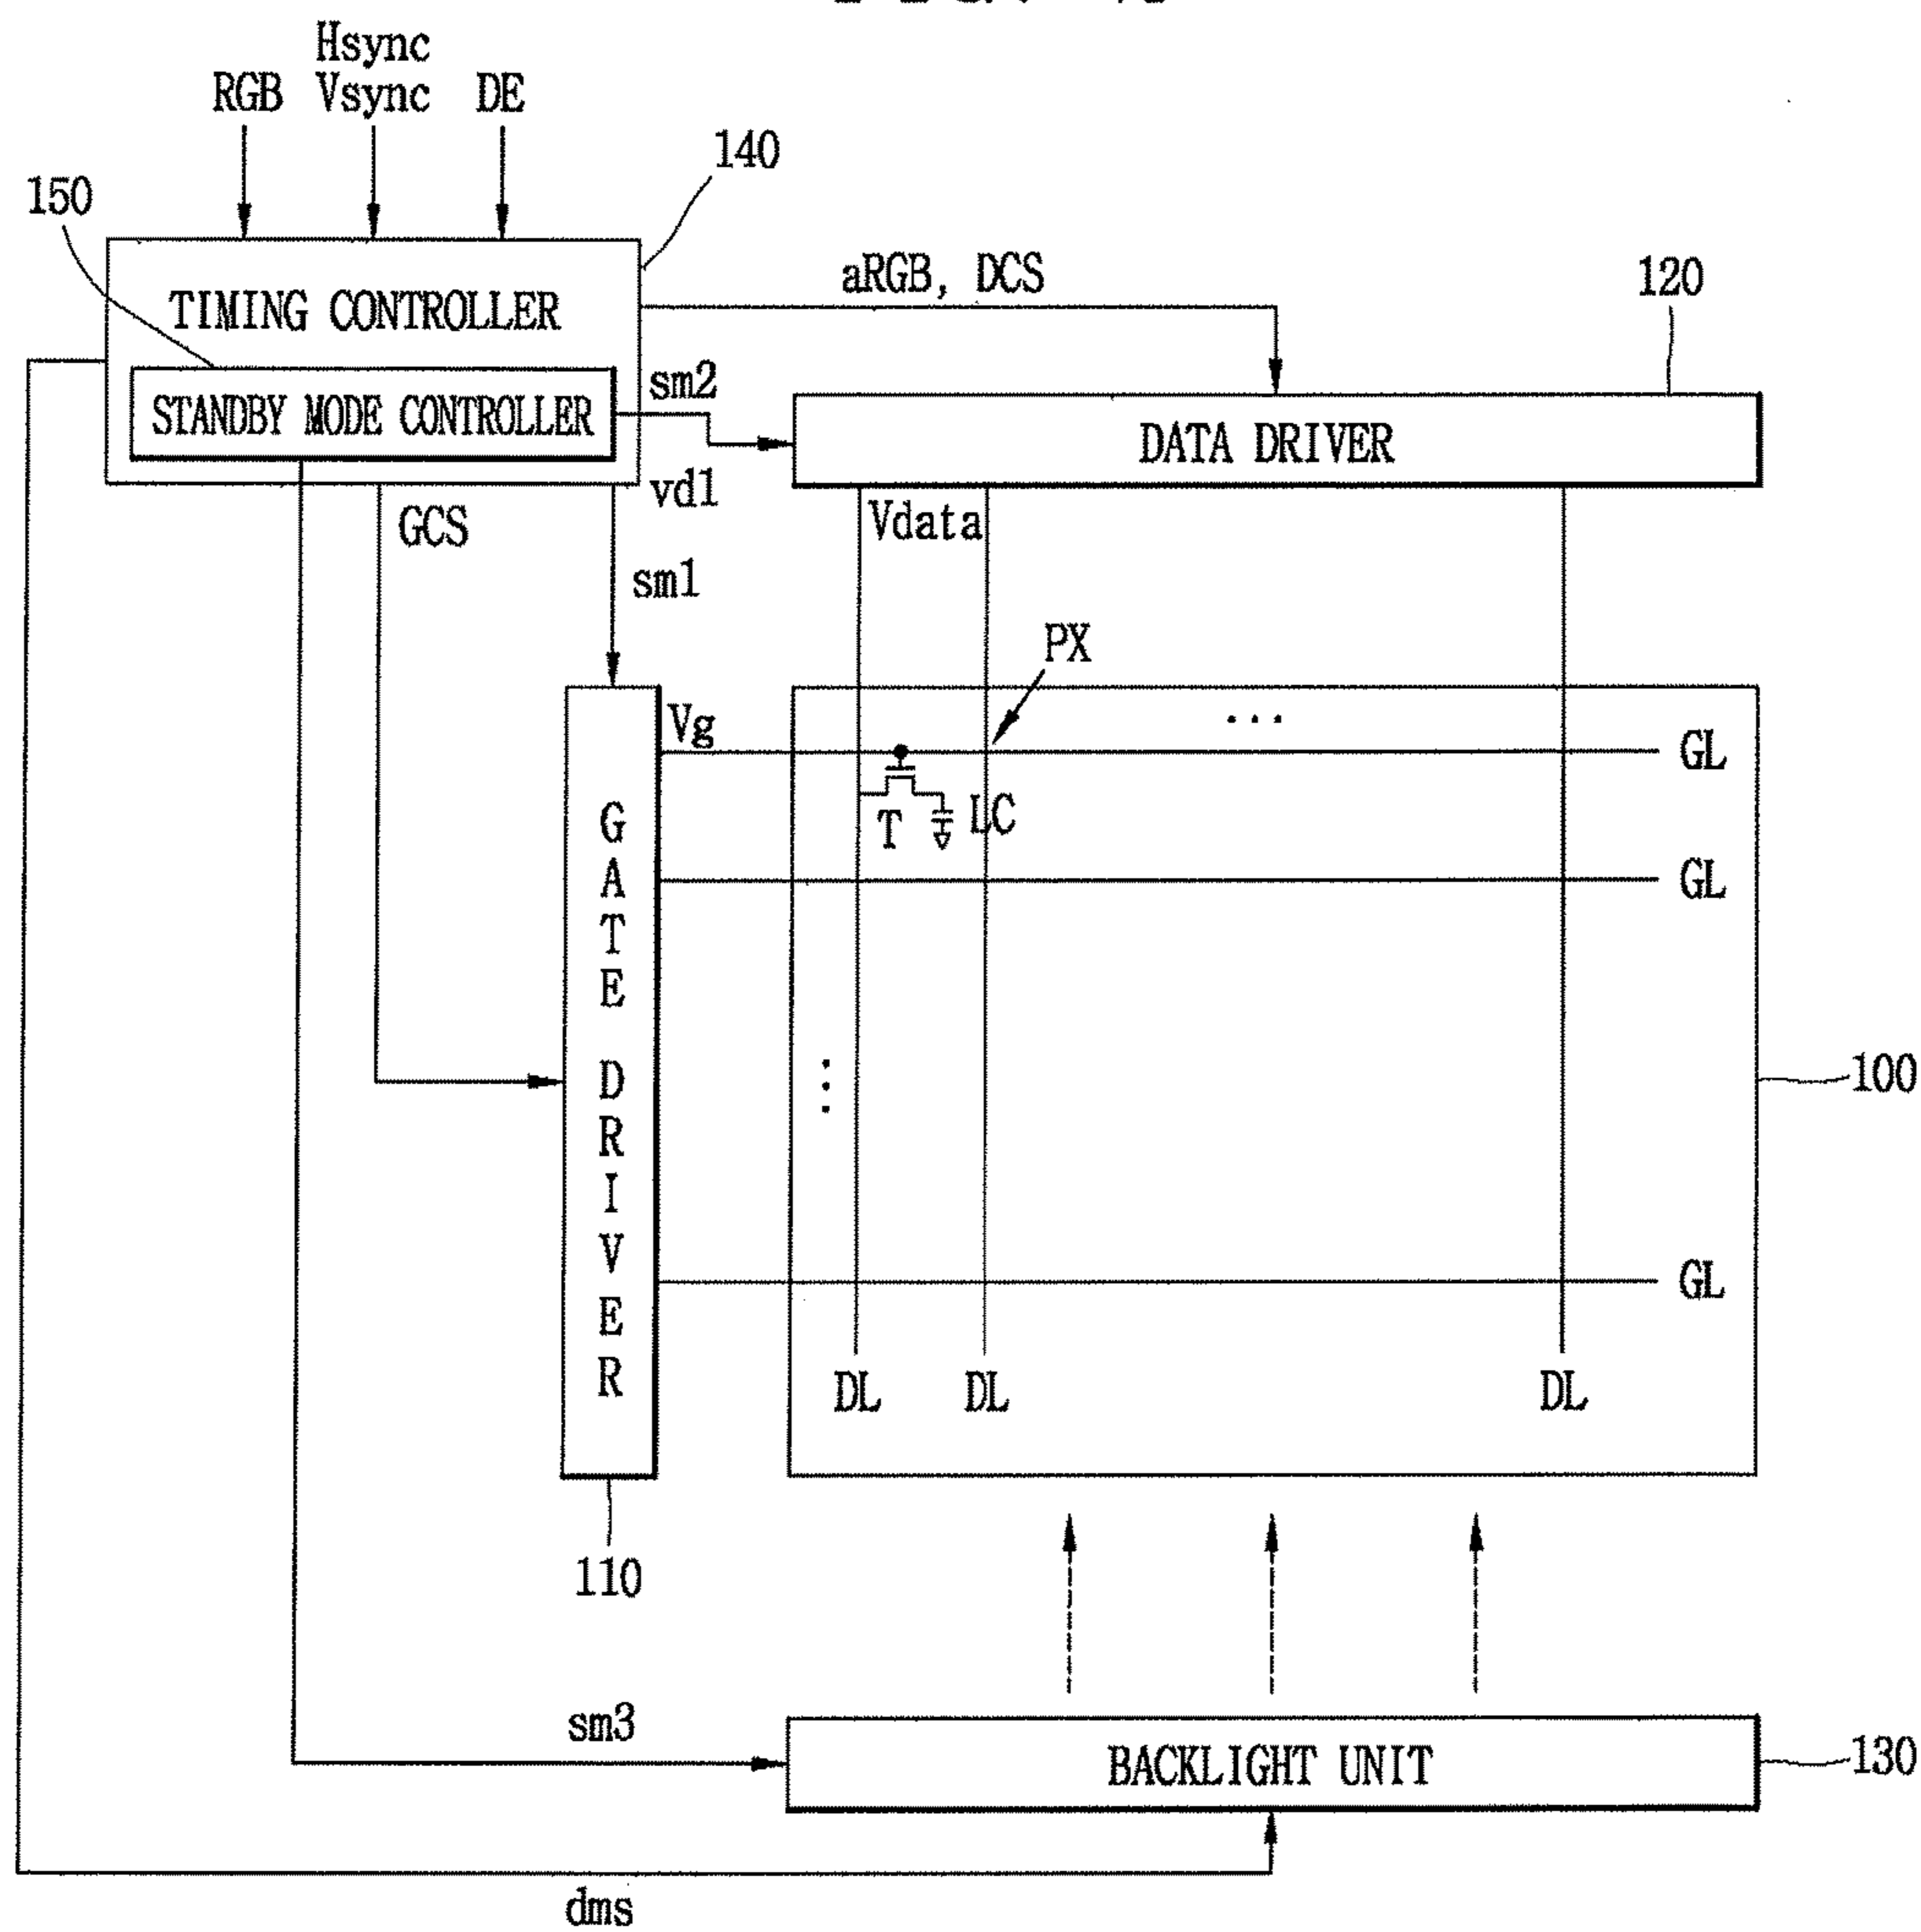 Hsync
RGB Vsync DE
140
150
aRGB, DCS
120
TIMING CONTROLLER
sm2
STANDBY MODE CONTROLLER
DATA DRIVER
vd1
GCS
Vdata
sm1
PX
Vg
...
GL
T LC
GL
GATE DRIVER
...
100
GL
DL DL DL
110
sm3
BACKLIGHT UNIT
130
dms